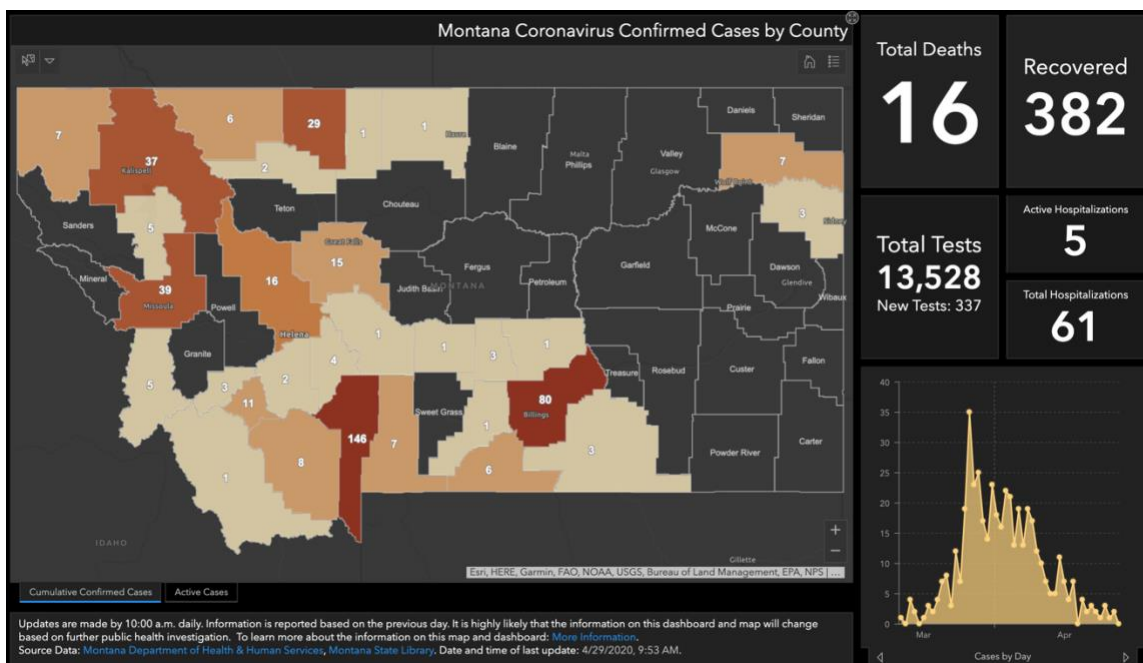 Montana Coronavirus Confirmed Cases by County
7
6
29
1
1
Havre
37
Kalispell
2
Blaine
Malta
Phillips
Valley
Glasgow
Daniels
Sheridan
7
Wolf Point
3
Sidney
Sanders
5
Teton
Chouteau
McCone
Great Falls
15
Mineral
39
Missoula
Powell
16
Helena
Judith Basin
MONTANA
Fergus
Petroleum
Garfield
Dawson
Glendive
Wibaux
Prairie
Granite
5
3
2
4
1
1
3
1
11
146
7
Sweet Grass
1
80
Billings
Treasure
Rosebud
Custer
Fallon
1
8
6
3
Powder River
Carter
IDAHO
Gillette
+
−
Esri, HERE, Garmin, FAO, NOAA, USGS, Bureau of Land Management, EPA, NPS | ...
Cumulative Confirmed Cases
Active Cases
Updates are made by 10:00 a.m. daily. Information is reported based on the previous day. It is highly likely that the information on this dashboard and map will change
based on further public health investigation. To learn more about the information on this map and dashboard: More Information.
Source Data: Montana Department of Health & Human Services, Montana State Library. Date and time of last update: 4/29/2020, 9:53 AM.
Total Deaths
16
Recovered
382
Total Tests
13,528
New Tests: 337
Active Hospitalizations
5
Total Hospitalizations
61
40
35
30
25
20
15
10
5
0
Mar
Apr
Cases by Day